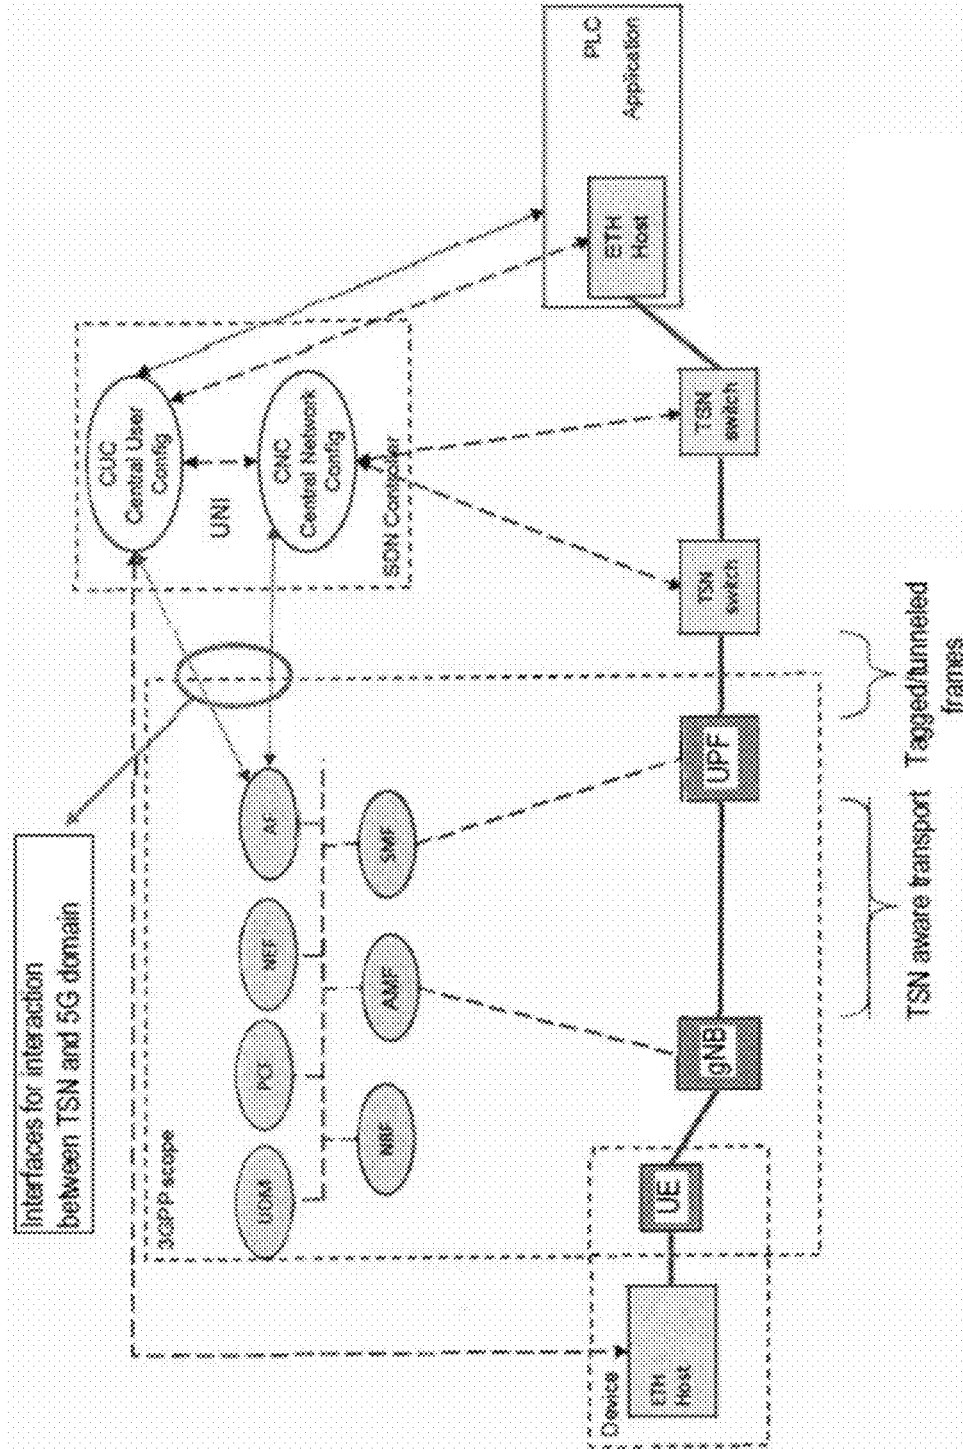 Interfaces for interaction
between TSN and 5G domain
3GPP scope
UDM
PCF
NEF
AF
NRF
AMF
SMF
CUC
Central User
Config
UNI
CNC
Central Network
Config
SDN Controller
PLC
Application
ETH
Host
Device
ETH
Host
UE
gNB
UPF
TSN
switch
TSN
switch
TSN aware transport
Tagged/tunneled
frames